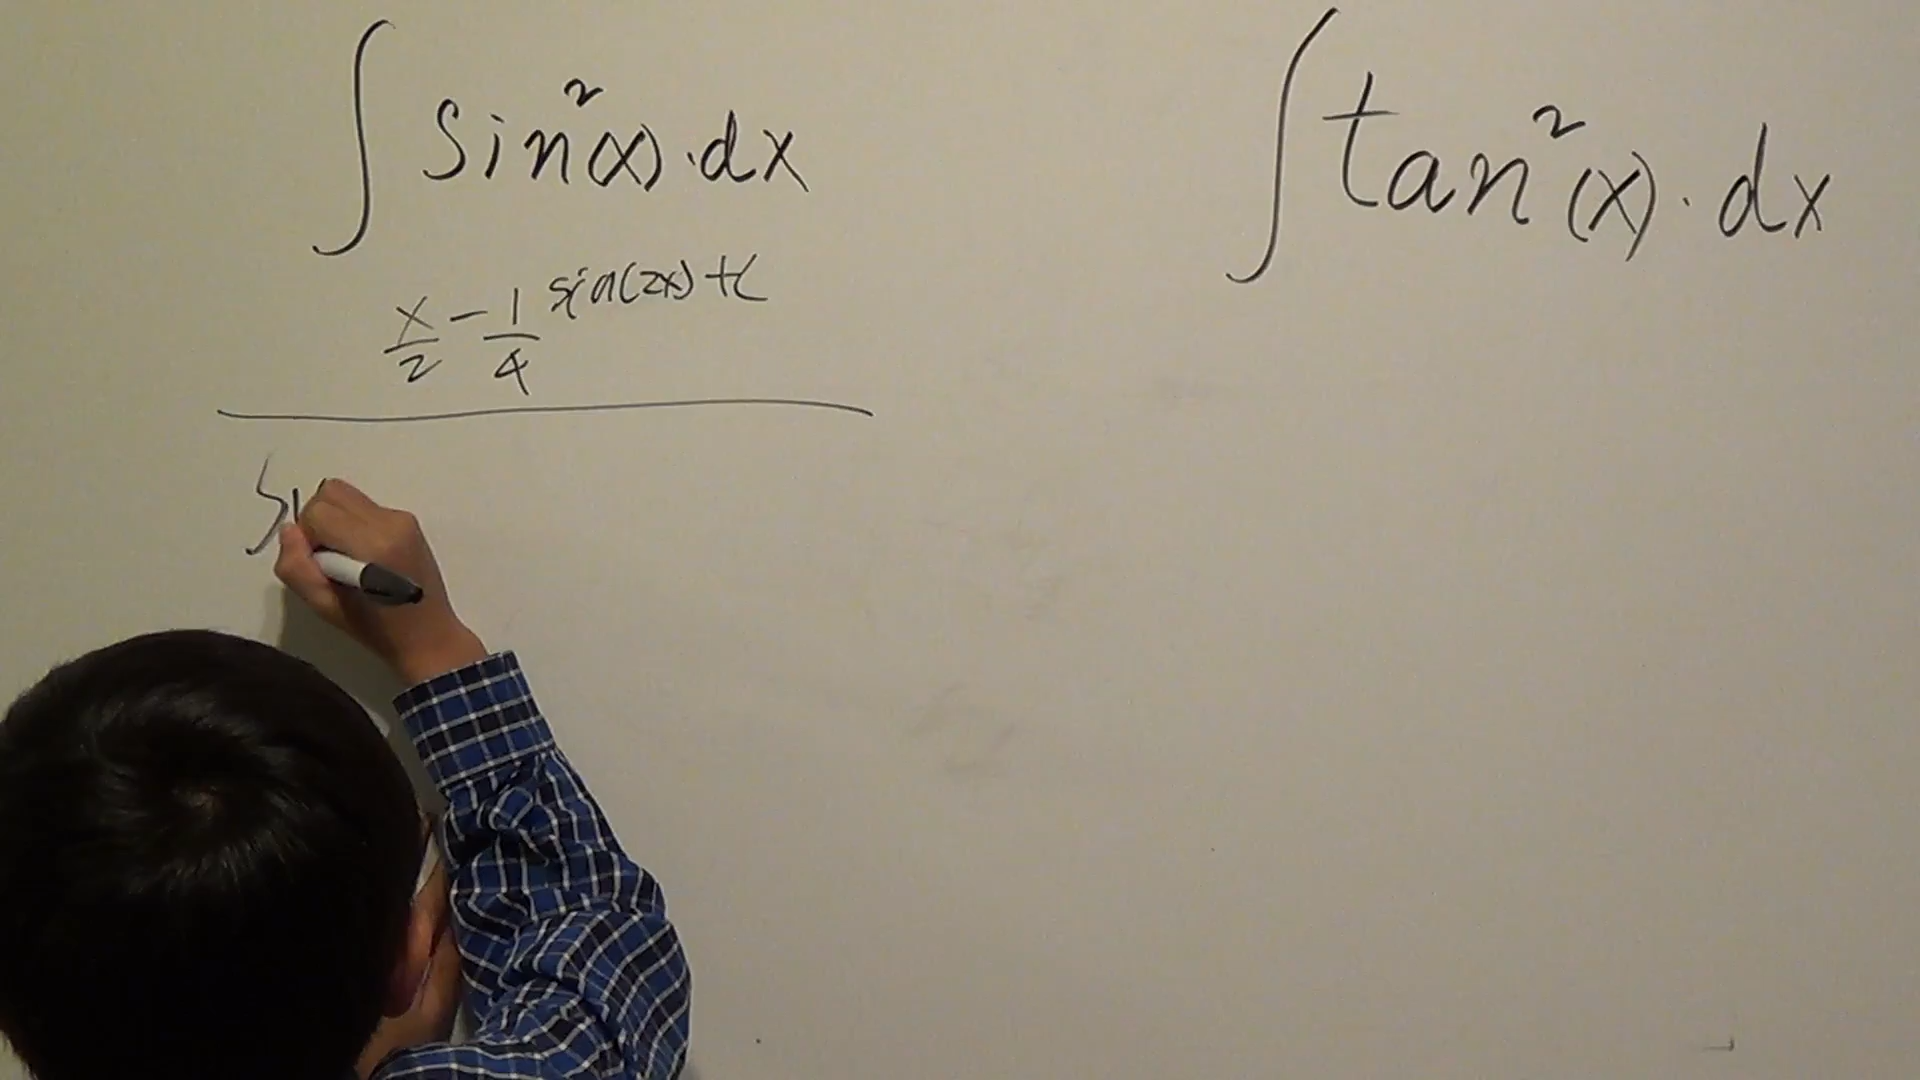 ∫ sin²(x)·dx
x/2 - 1/4 sin(2x) + C
∫ tan²(x)·dx